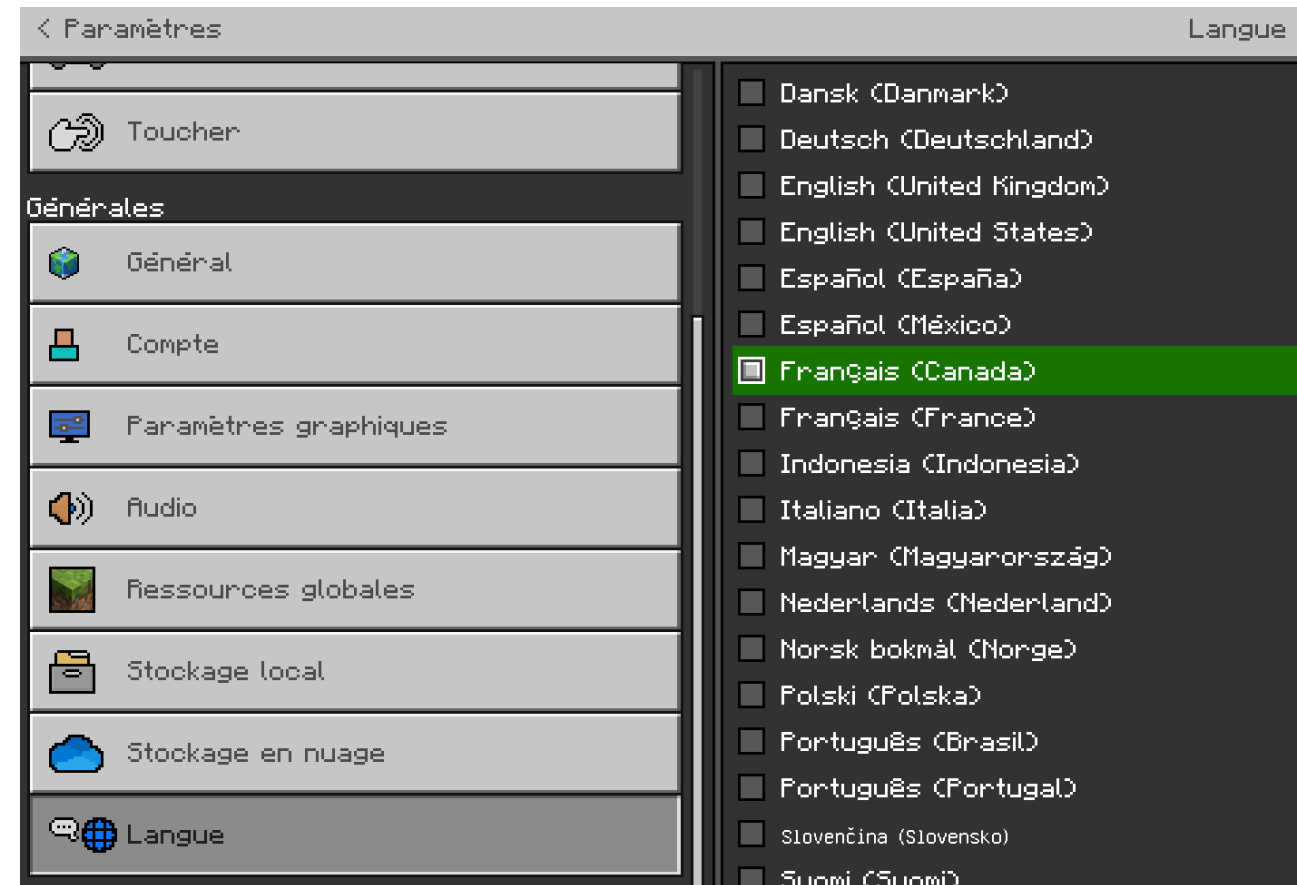 < Paramètres
Langue
Toucher
Générales
Général
Compte
Paramètres graphiques
Audio
Ressources globales
Stockage local
Stockage en nuage
Langue
Dansk (Danmark)
Deutsch (Deutschland)
English (United Kingdom)
English (United States)
Español (España)
Español (México)
Français (Canada)
Français (France)
Indonesia (Indonesia)
Italiano (Italia)
Magyar (Magyarország)
Nederlands (Nederland)
Norsk bokmål (Norge)
Polski (Polska)
Português (Brasil)
Português (Portugal)
Slovenčina (Slovensko)
Suomi (Suomi)